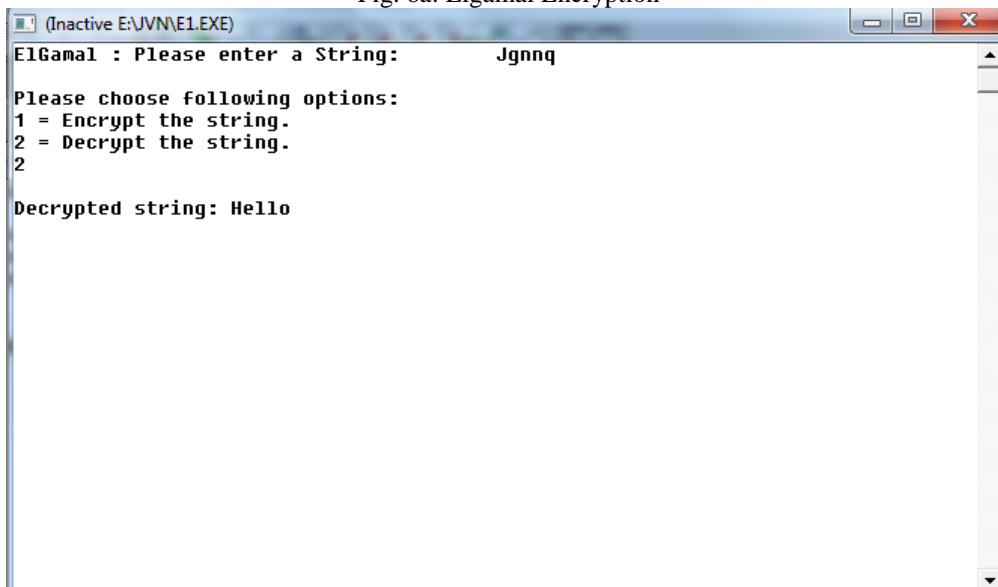 Fig. 6a: Elgamal Encryption
(Inactive E:\JVN\E1.EXE)
ElGamal : Please enter a String: Jgnnq
Please choose following options:
1 = Encrypt the string.
2 = Decrypt the string.
2
Decrypted string: Hello